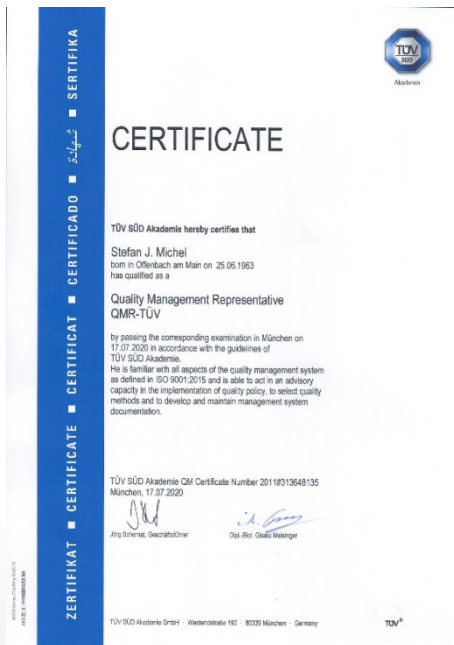 TÜV
SÜD
Akademie
ZERTIFIKAT ■ CERTIFICATE ■ CERTIFICAT ■ CERTIFICADO ■ شهادة ■ SERTIFIKA
CERTIFICATE
TÜV SÜD Akademie hereby certifies that
Stefan J. Michel
born in Offenbach am Main on 25.06.1963
has qualified as a
Quality Management Representative
QMR-TÜV
by passing the corresponding examination in München on
17.07.2020 in accordance with the guidelines of
TÜV SÜD Akademie.
He is familiar with all aspects of the quality management system
as defined in ISO 9001:2015 and is able to act in an advisory
capacity in the implementation of quality policy, to select quality
methods and to develop and maintain management system
documentation.
TÜV SÜD Akademie QM Certificate Number 2011#313648135
München, 17.07.2020
Jörg Schemat, Geschäftsführer
Dipl.-Biol. Gisela Meisinger
TÜV SÜD Akademie GmbH · Westendstraße 160 · 80339 München · Germany
TÜV®